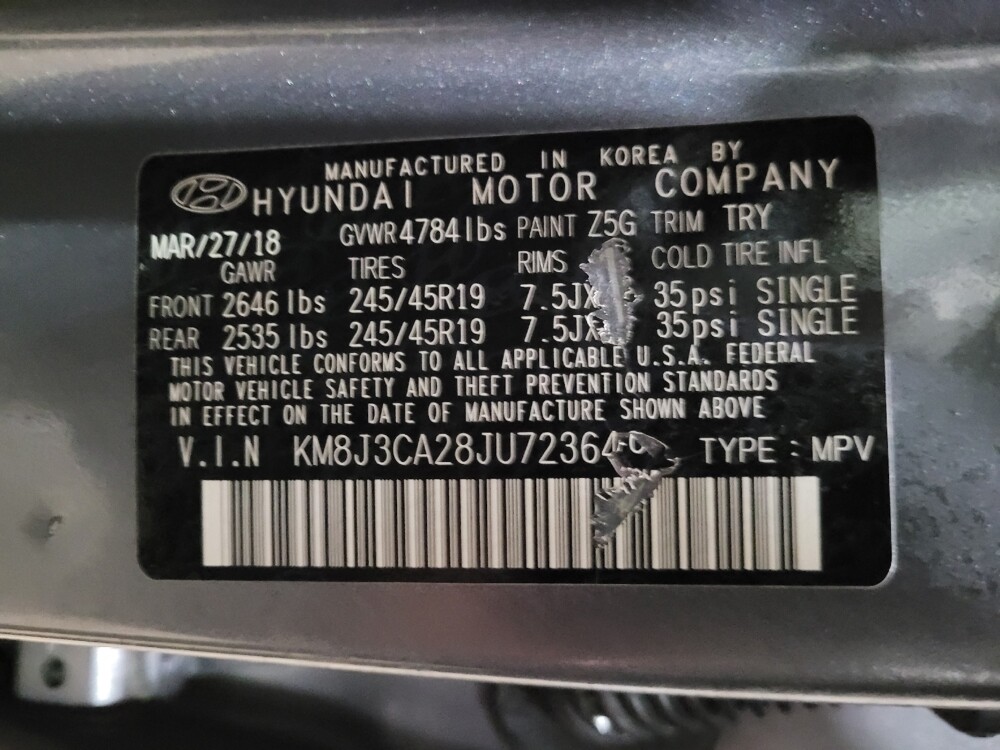 MANUFACTURED IN KOREA BY
HYUNDAI MOTOR COMPANY
MAR/27/18 GVWR 4784 lbs PAINT Z5G TRIM TRY
GAWR TIRES RIMS COLD TIRE INFL
FRONT 2646 lbs 245/45R19 7.5JX 35psi SINGLE
REAR 2535 lbs 245/45R19 7.5JX 35psi SINGLE
THIS VEHICLE CONFORMS TO ALL APPLICABLE U.S.A. FEDERAL
MOTOR VEHICLE SAFETY AND THEFT PREVENTION STANDARDS
IN EFFECT ON THE DATE OF MANUFACTURE SHOWN ABOVE
V.I.N TYPE : MPV